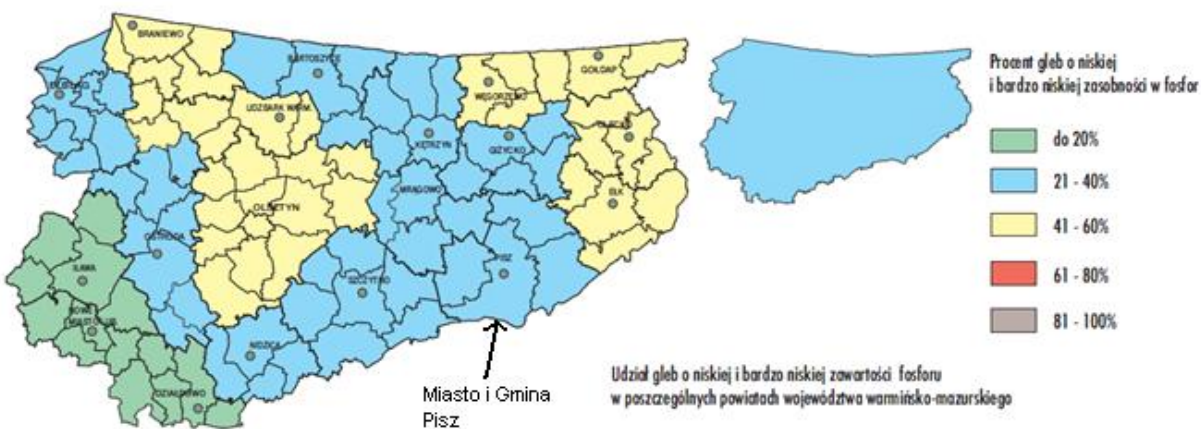 BRANIEWO
GOŁDAP
BARTOSZYCE
WĘGORZEWO
ELBLĄG
LIDZBARK WARM.
OLECKO
KĘTRZYN
GIŻYCKO
MRĄGOWO
EŁK
OLSZTYN
OSTRÓDA
PISZ
IŁAWA
SZCZYTNO
NOWE
MIASTO LUB.
NIDZICA
DZIAŁDOWO
Miasto i Gmina
Pisz
Procent gleb o niskiej
i bardzo niskiej zasobności w fosfor
do 20%
21 - 40%
41 - 60%
61 - 80%
81 - 100%
Udział gleb o niskiej i bardzo niskiej zawartości fosforu
w poszczególnych powiatach województwa warmińsko-mazurskiego